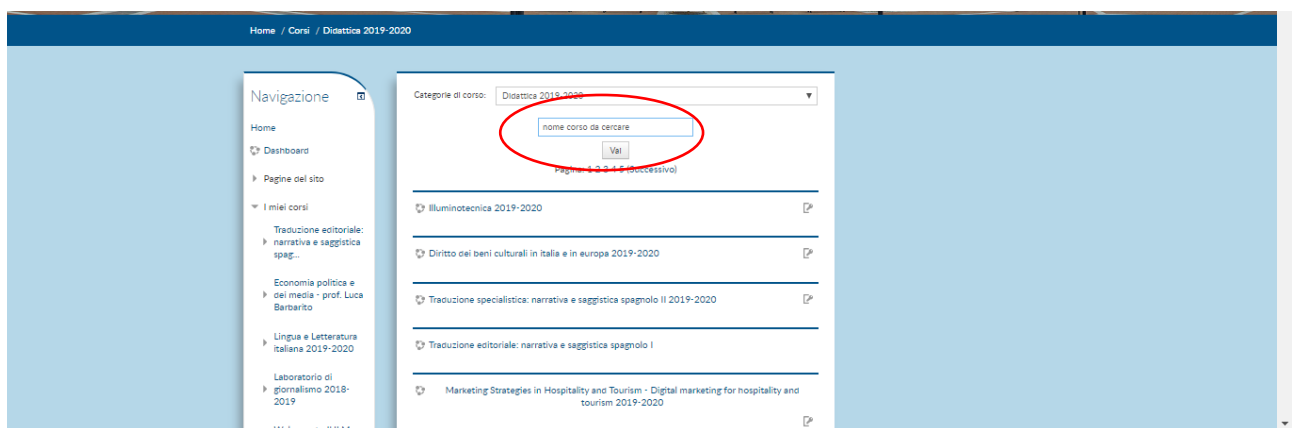 Home / Corsi / Didattica 2019-2020
Navigazione
Home
Dashboard
Pagine del sito
I miei corsi
Traduzione editoriale:
narrativa e saggistica
spag...
Economia politica e
dei media - prof. Luca
Barbarito
Lingua e Letteratura
italiana 2019-2020
Laboratorio di
giornalismo 2018-
2019
Categorie di corso: Didattica 2019-2020
nome corso da cercare
Vai
Pagina: 1 2 3 4 5 (Successivo)
Illuminotecnica 2019-2020
Diritto dei beni culturali in italia e in europa 2019-2020
Traduzione specialistica: narrativa e saggistica spagnolo II 2019-2020
Traduzione editoriale: narrativa e saggistica spagnolo I
Marketing Strategies in Hospitality and Tourism - Digital marketing for hospitality and
tourism 2019-2020